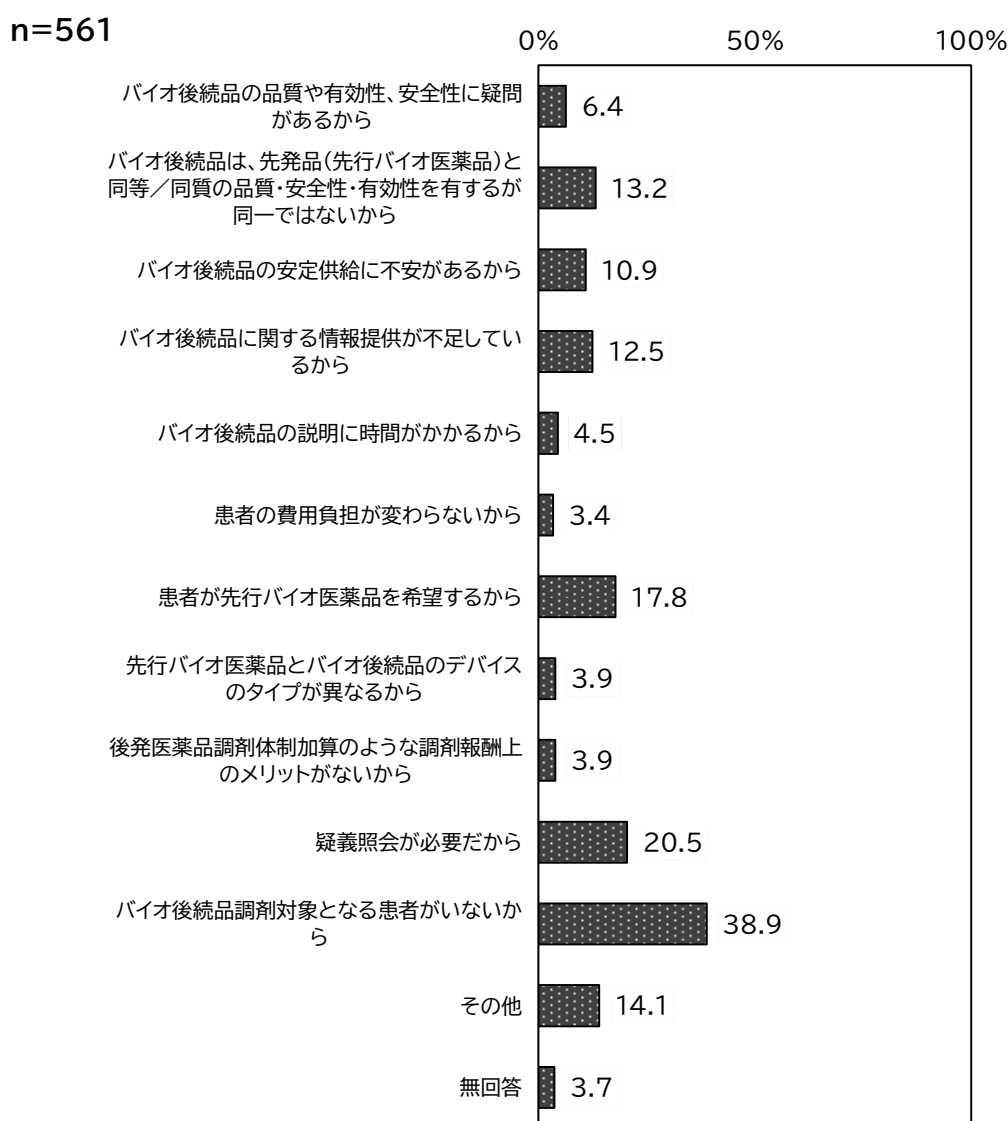 n=561
0% 50% 100%
バイオ後続品の品質や有効性、安全性に疑問
があるから
6.4
バイオ後続品は、先発品(先行バイオ医薬品)と
同等／同質の品質・安全性・有効性を有するが
同一ではないから
13.2
バイオ後続品の安定供給に不安があるから
10.9
バイオ後続品に関する情報提供が不足してい
るから
12.5
バイオ後続品の説明に時間がかかるから
4.5
患者の費用負担が変わらないから
3.4
患者が先行バイオ医薬品を希望するから
17.8
先行バイオ医薬品とバイオ後続品のデバイス
のタイプが異なるから
3.9
後発医薬品調剤体制加算のような調剤報酬上
のメリットがないから
3.9
疑義照会が必要だから
20.5
バイオ後続品調剤対象となる患者がいないか
ら
38.9
その他
14.1
無回答
3.7